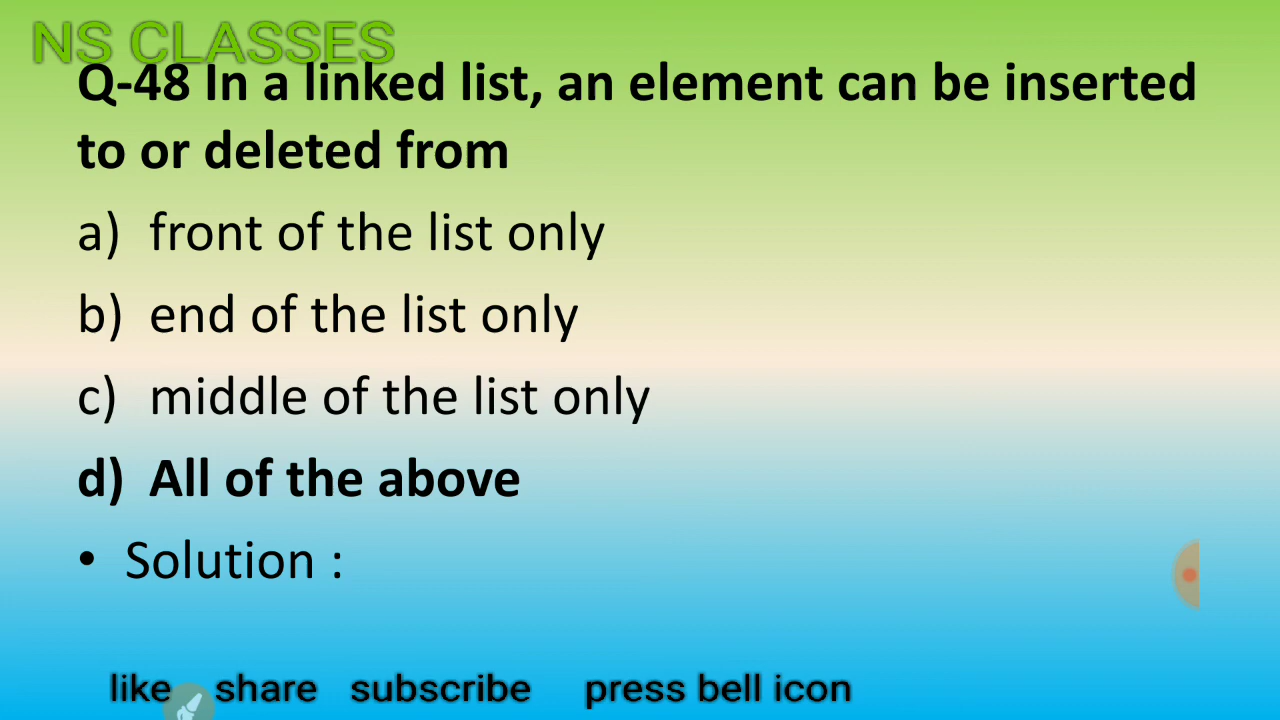 NS CLASSES
Q-48 In a linked list, an element can be inserted
to or deleted from
a) front of the list only
b) end of the list only
c) middle of the list only
d) All of the above
• Solution :
like share subscribe press bell icon